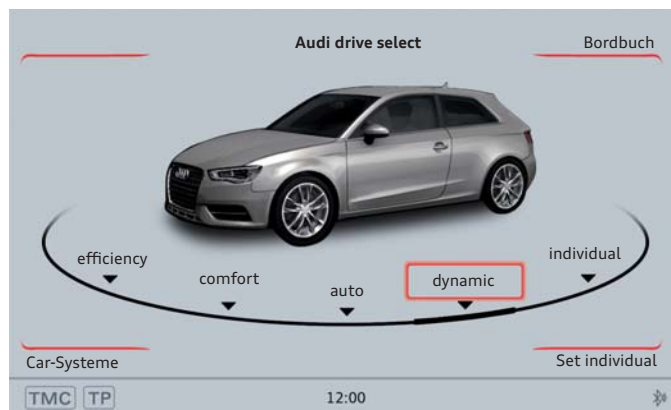 Audi drive select
Bordbuch
efficiency
comfort
auto
dynamic
individual
Car-Systeme
Set individual
TMC TP
12:00